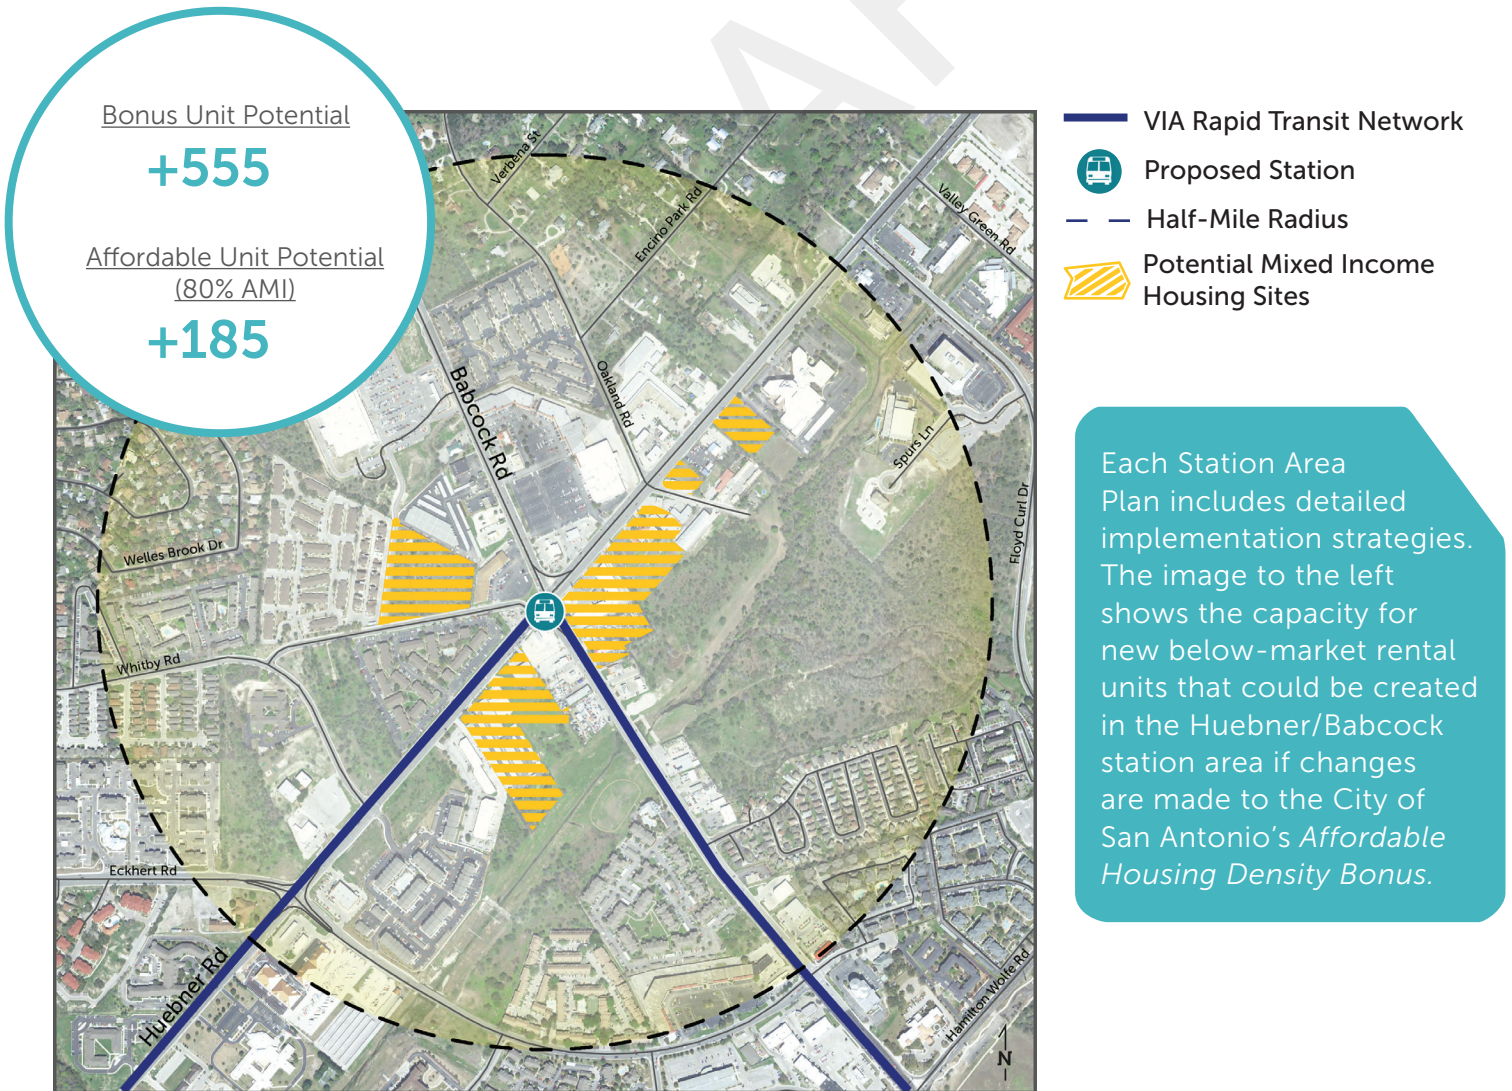 Bonus Unit Potential
+555
Affordable Unit Potential
(80% AMI)
+185
VIA Rapid Transit Network
Proposed Station
Half-Mile Radius
Potential Mixed Income
Housing Sites
Verbena St
Encino Park Rd
Valley Green Rd
Babcock Rd
Oakland Rd
Spurs Ln
Floyd Curl Dr
Welles Brook Dr
Whitby Rd
Eckhert Rd
Huebner Rd
Hamilton Wolfe Rd
N
Each Station Area
Plan includes detailed
implementation strategies.
The image to the left
shows the capacity for
new below-market rental
units that could be created
in the Huebner/Babcock
station area if changes
are made to the City of
San Antonio's Affordable
Housing Density Bonus.